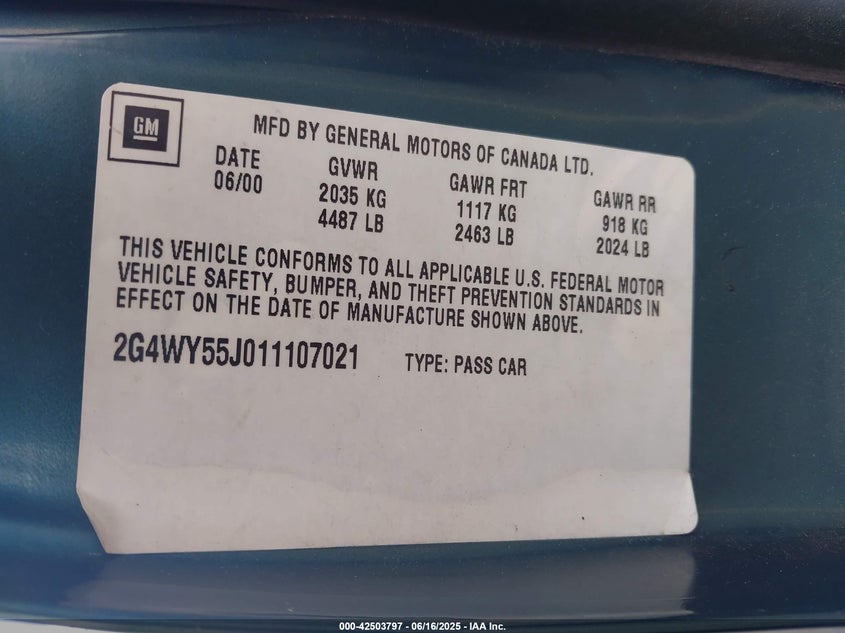 GM
MFD BY GENERAL MOTORS OF CANADA LTD.
DATE GVWR GAWR FRT GAWR RR
06/00 2035 KG 1117 KG 918 KG
4487 LB 2463 LB 2024 LB
THIS VEHICLE CONFORMS TO ALL APPLICABLE U.S. FEDERAL MOTOR
VEHICLE SAFETY, BUMPER, AND THEFT PREVENTION STANDARDS IN
EFFECT ON THE DATE OF MANUFACTURE SHOWN ABOVE.
2G4WY55J011107021 TYPE: PASS CAR
000-42503797 - 06/16/2025 - IAA Inc.